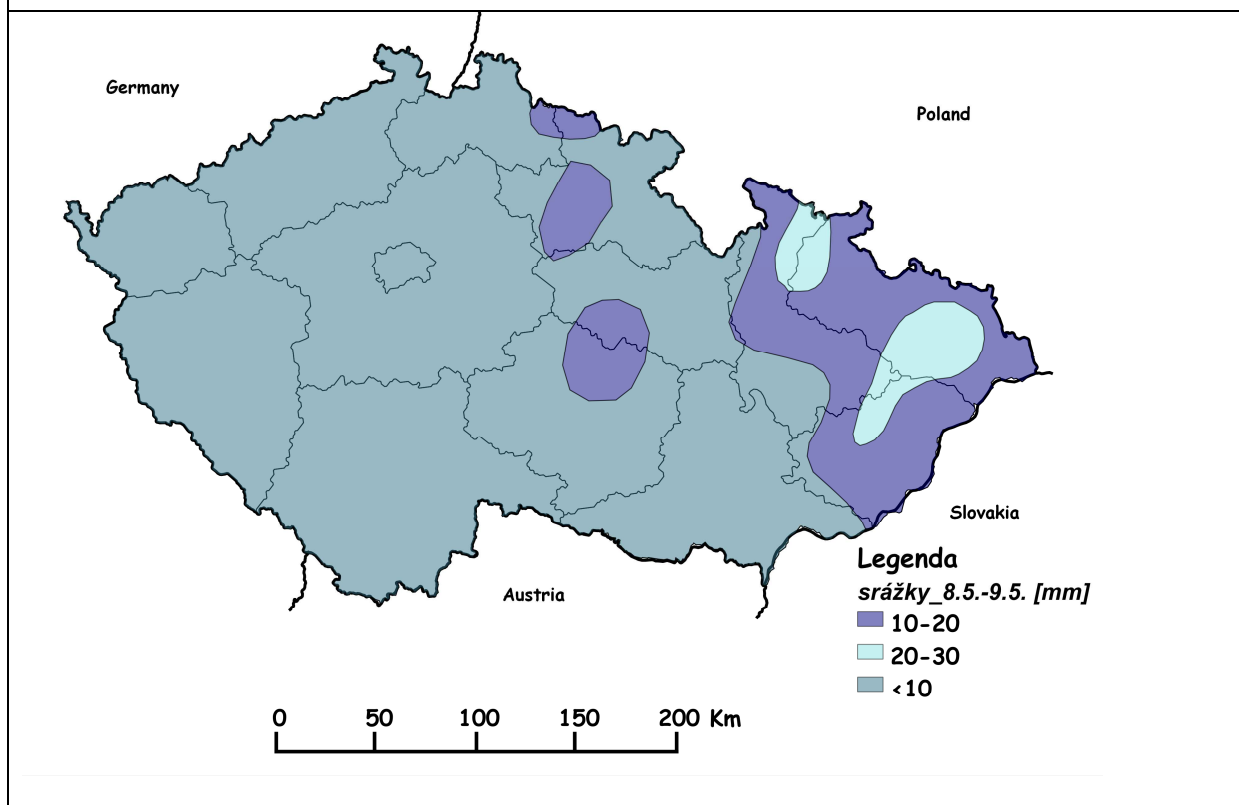 Germany
Poland
Slovakia
Austria
Legenda
srážky_8.5.-9.5. [mm]
10-20
20-30
<10
0 50 100 150 200 Km